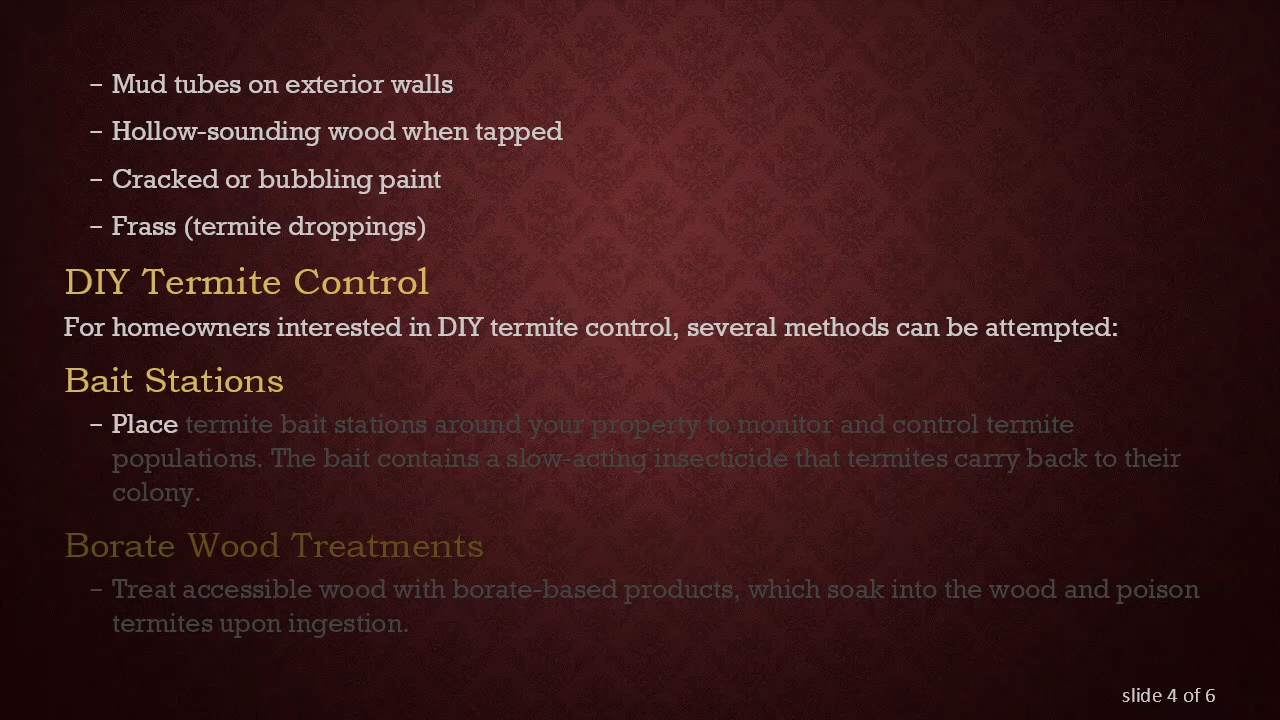 – Mud tubes on exterior walls
– Hollow-sounding wood when tapped
– Cracked or bubbling paint
– Frass (termite droppings)
DIY Termite Control
For homeowners interested in DIY termite control, several methods can be attempted:
Bait Stations
– Place termite bait stations around your property to monitor and control termite
populations. The bait contains a slow-acting insecticide that termites carry back to their
colony.
Borate Wood Treatments
– Treat accessible wood with borate-based products, which soak into the wood and poison
termites upon ingestion.
slide 4 of 6